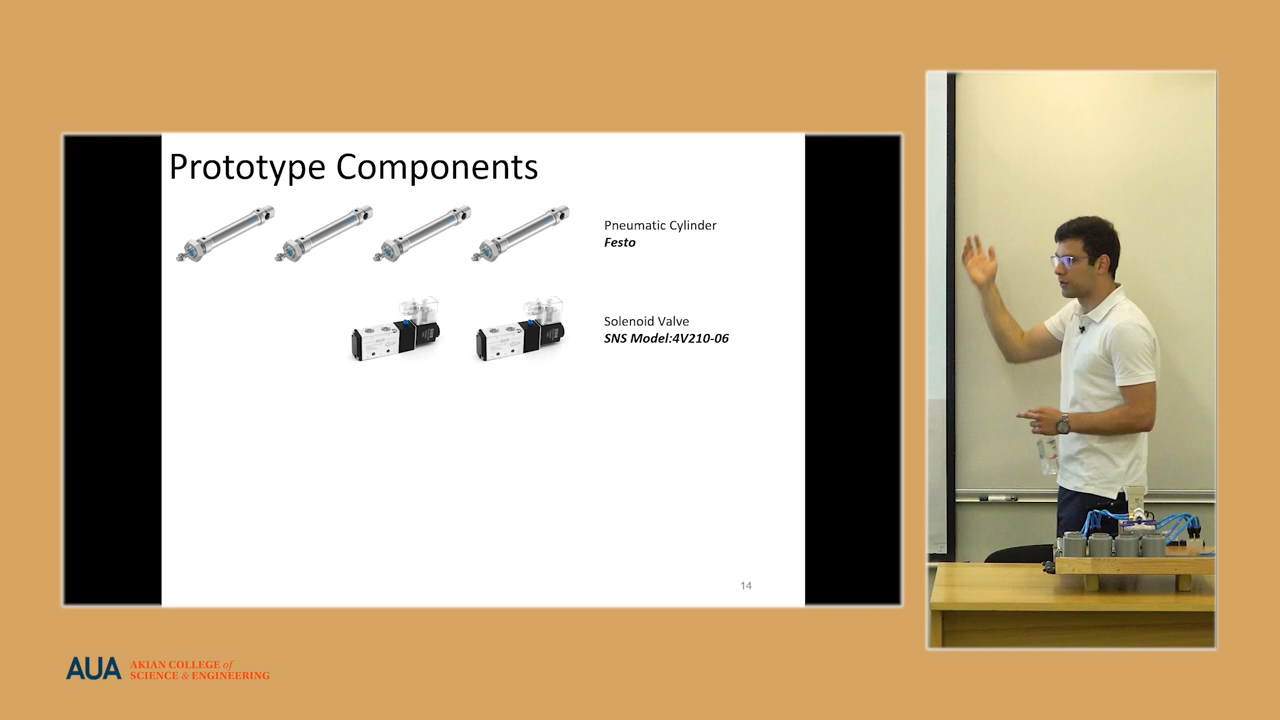 Prototype Components
Pneumatic Cylinder
Festo
Solenoid Valve
SNS Model:4V210-06
14
AUA
AKIAN COLLEGE of
SCIENCE & ENGINEERING